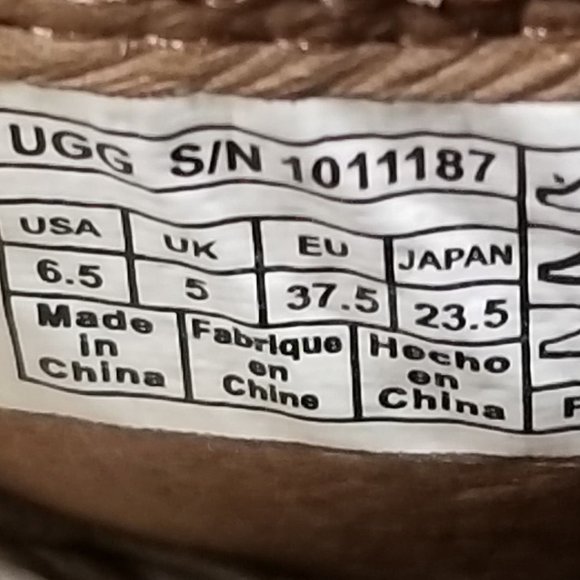 UGG S/N 1011187
USA UK EU JAPAN
6.5 5 37.5 23.5
Made in China
Fabrique en Chine
Hecho en China